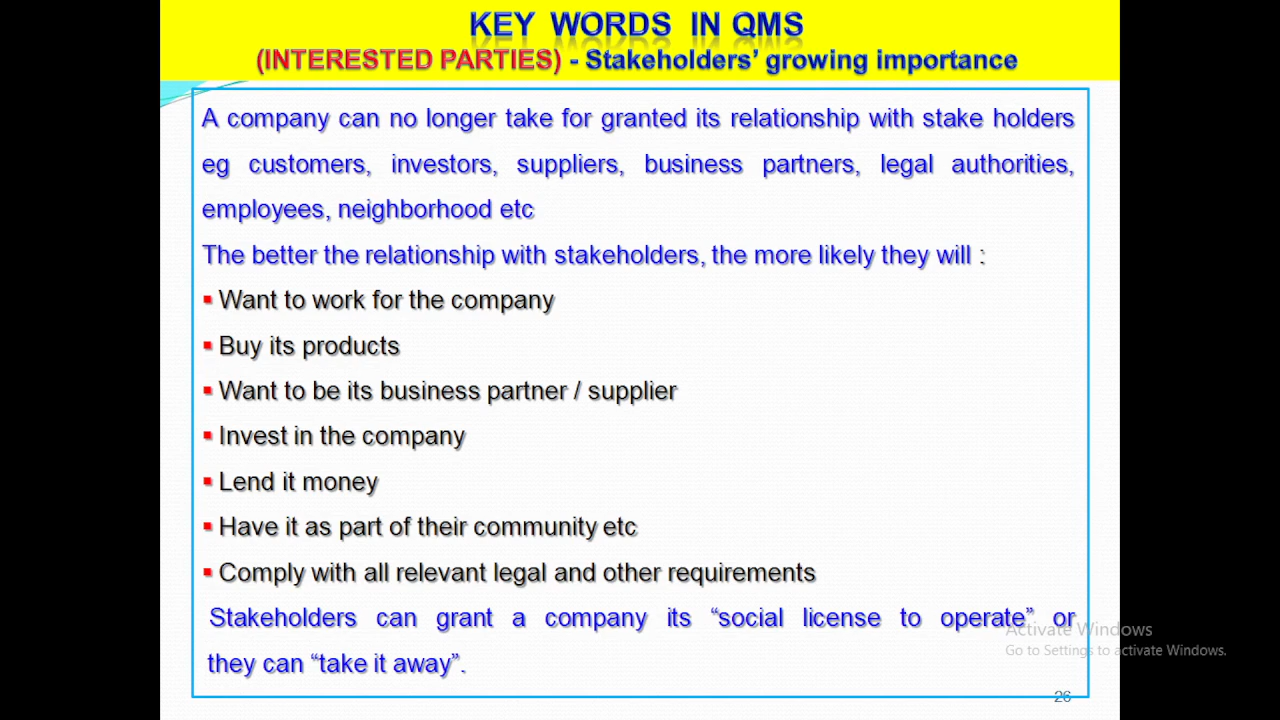 KEY WORDS IN QMS
(INTERESTED PARTIES) - Stakeholders’ growing importance
A company can no longer take for granted its relationship with stake holders
eg customers, investors, suppliers, business partners, legal authorities,
employees, neighborhood etc
The better the relationship with stakeholders, the more likely they will :
▪ Want to work for the company
▪ Buy its products
▪ Want to be its business partner / supplier
▪ Invest in the company
▪ Lend it money
▪ Have it as part of their community etc
▪ Comply with all relevant legal and other requirements
Stakeholders can grant a company its “social license to operate” or
they can “take it away”.
Activate Windows
Go to Settings to activate Windows.
26